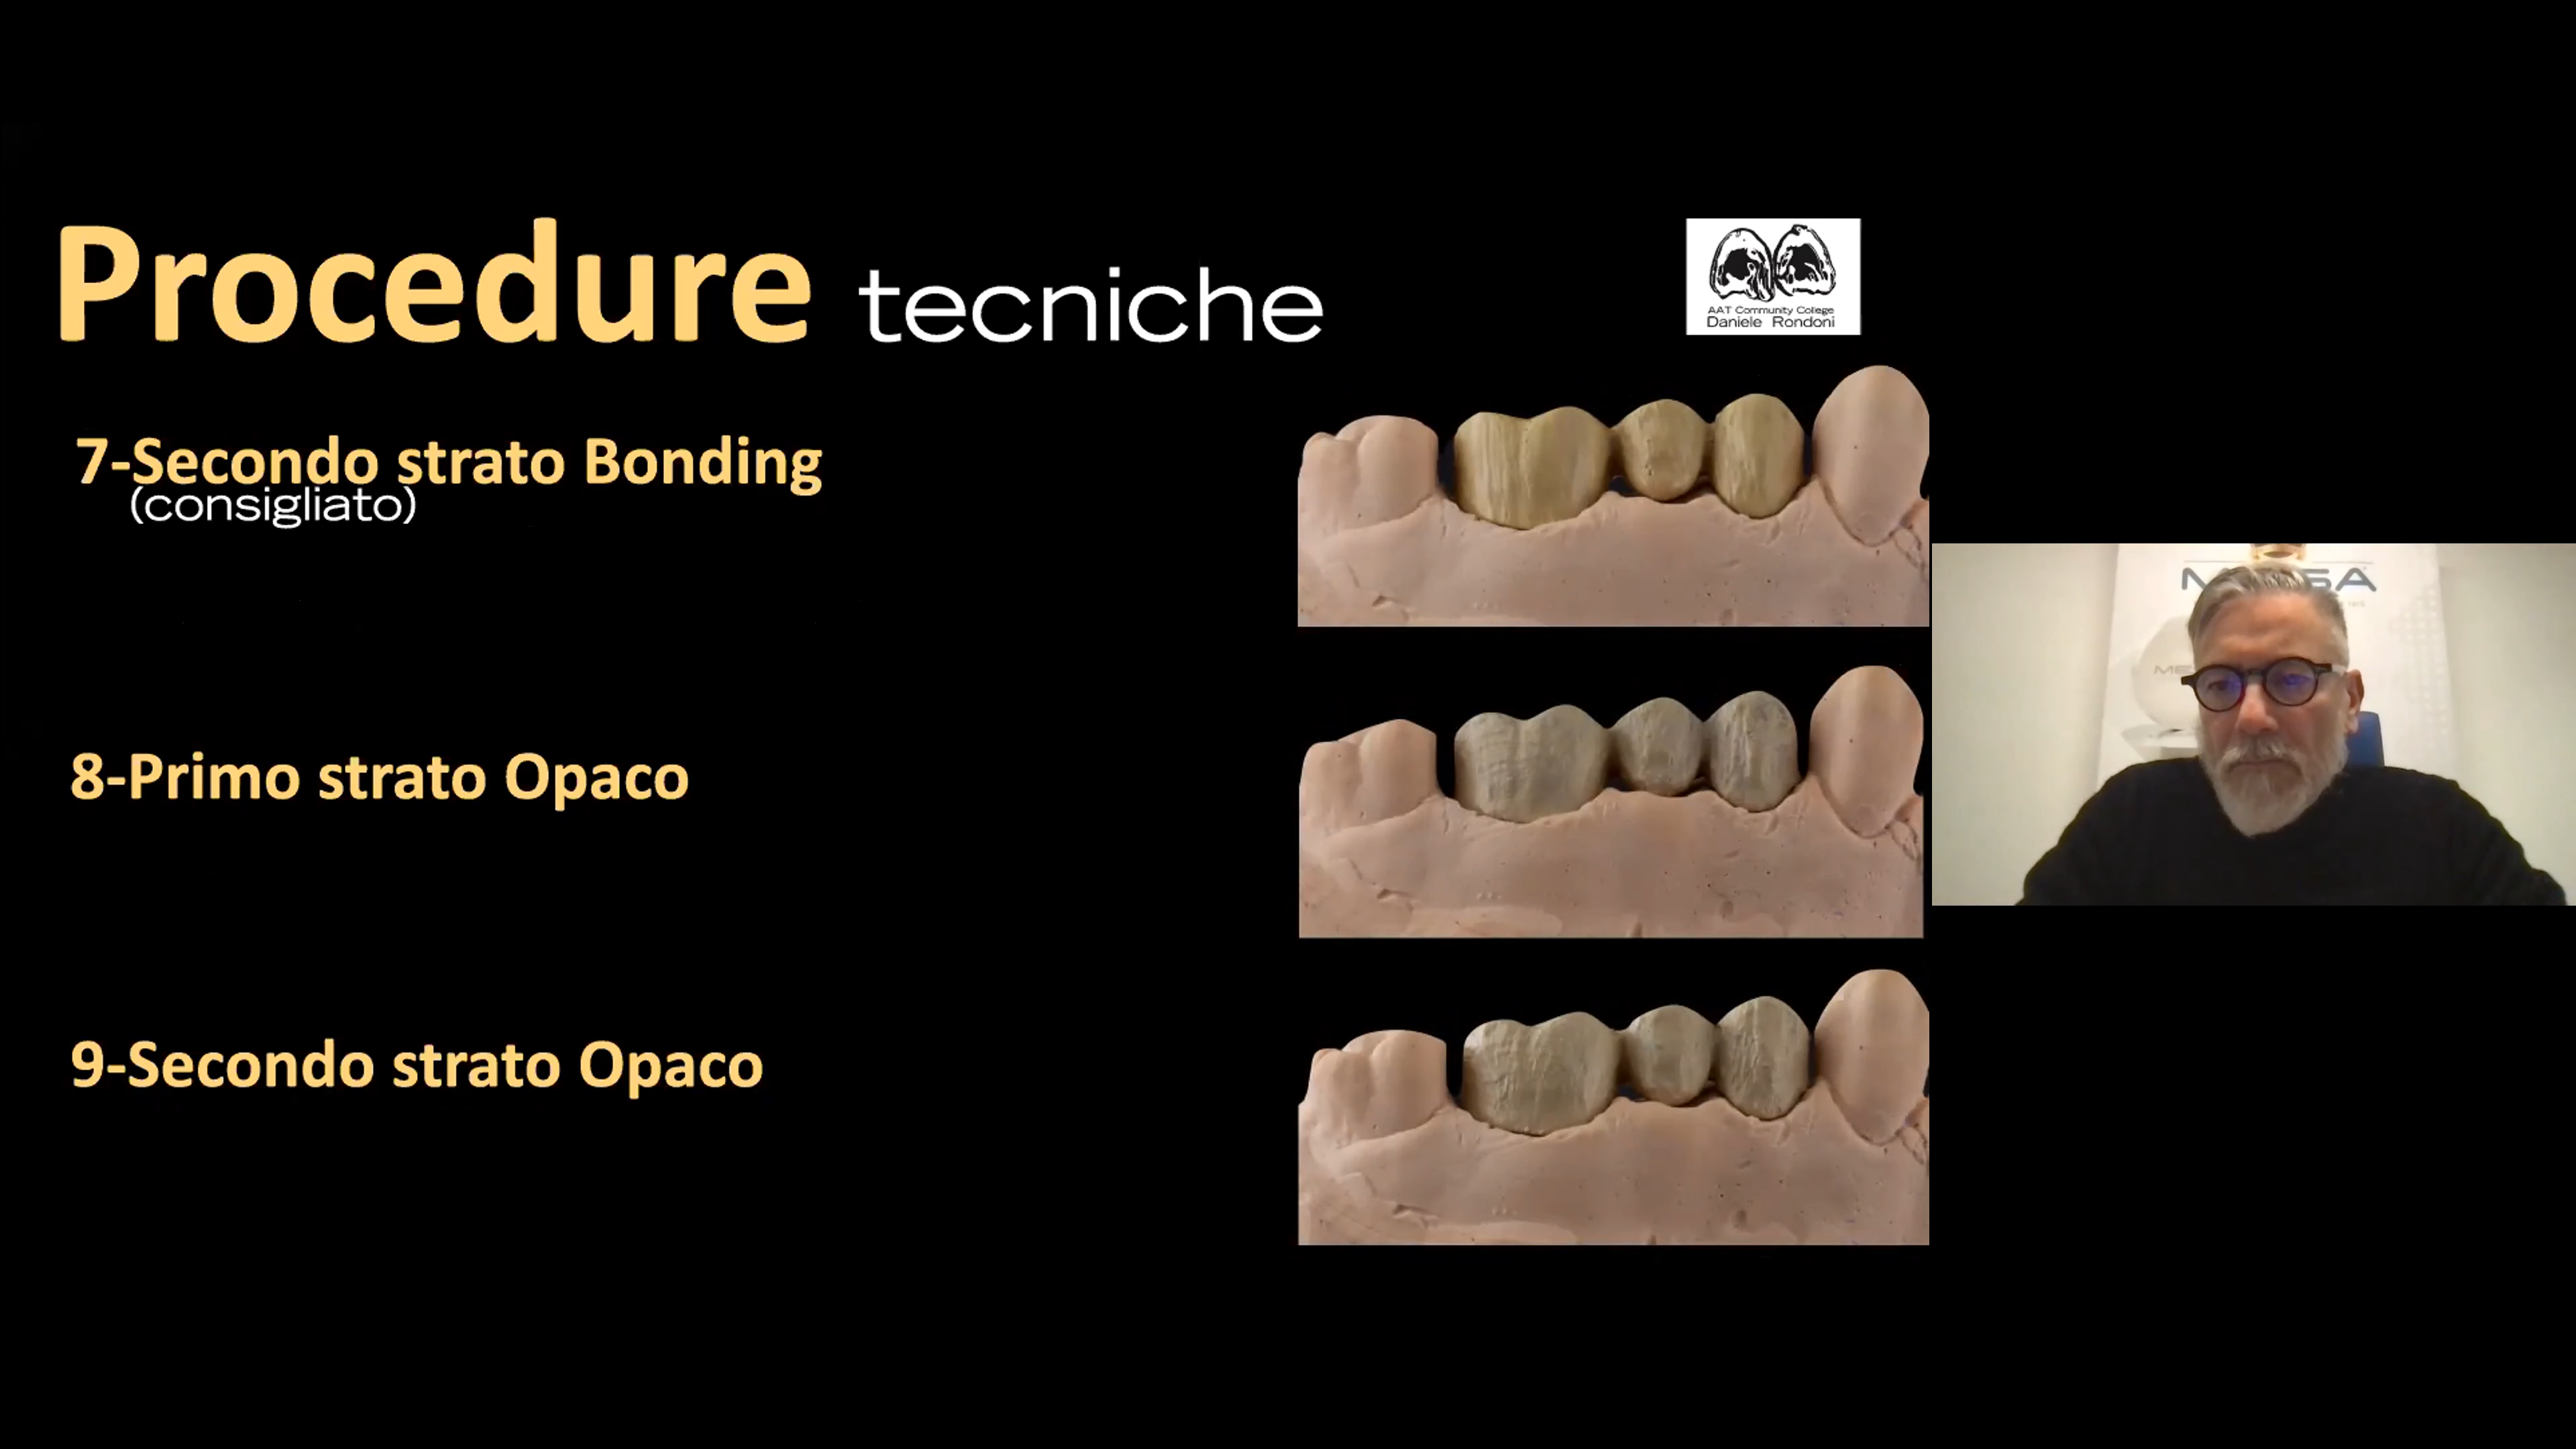 Procedure tecniche
AAT Community College
Daniele Rondoni
7-Secondo strato Bonding
(consigliato)
8-Primo strato Opaco
9-Secondo strato Opaco